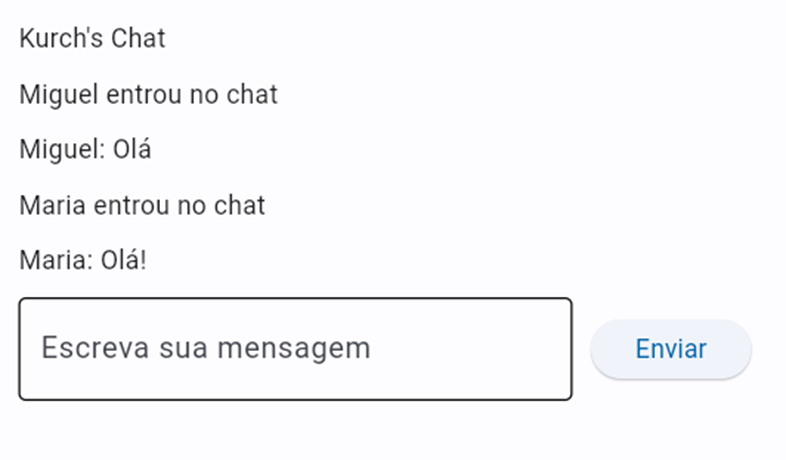 Kurch's Chat
Miguel entrou no chat
Miguel: Olá
Maria entrou no chat
Maria: Olá!
Escreva sua mensagem
Enviar